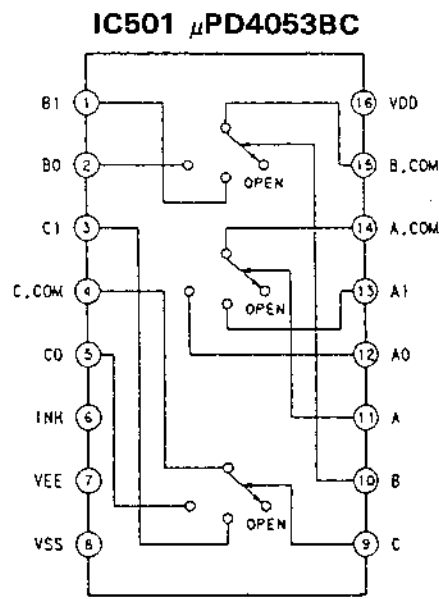 IC501 μPD4053BC
B1 1 16 VDD
B0 2 15 B.COM
OPEN
C1 3 14 A.COM
C.COM 4 13 A1
OPEN
C0 5 12 A0
INH 6 11 A
VEE 7 10 B
OPEN
VSS 8 9 C